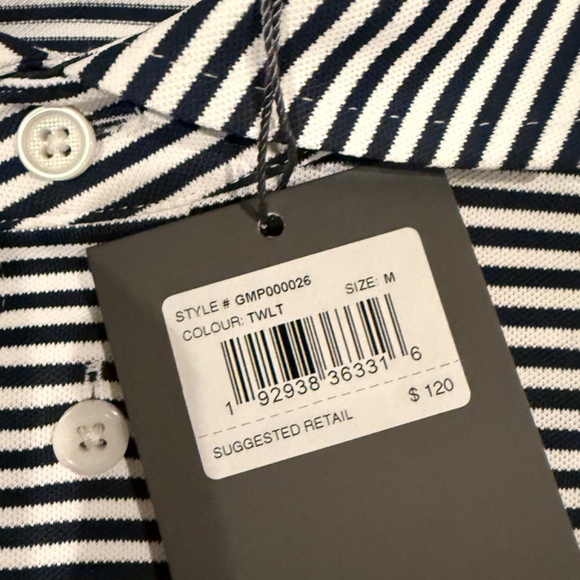 STYLE # GMP000026
COLOUR: TWLT SIZE: M
1 92938 36331 6
SUGGESTED RETAIL $ 120